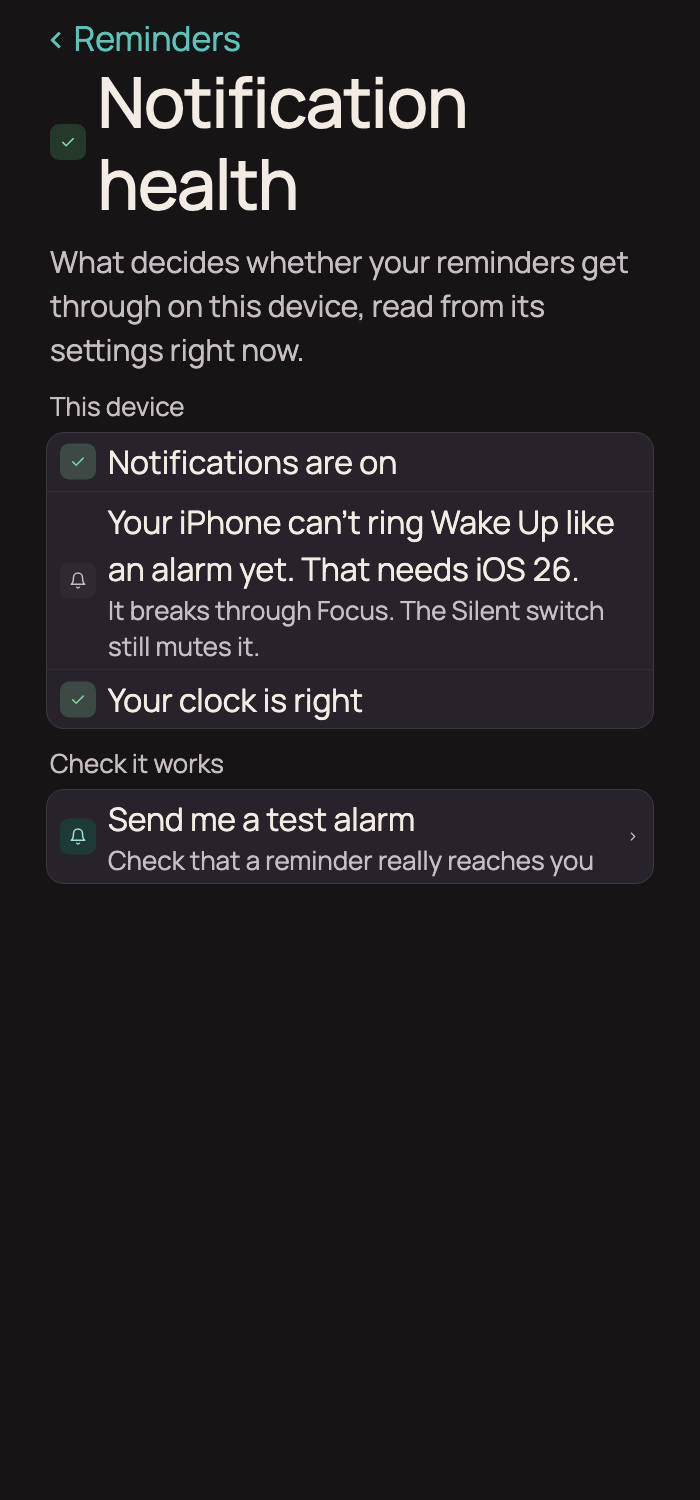 Reminders
Notification
health
What decides whether your reminders get
through on this device, read from its
settings right now.
This device
Notifications are on
Your iPhone can’t ring Wake Up like
an alarm yet. That needs iOS 26.
It breaks through Focus. The Silent switch
still mutes it.
Your clock is right
Check it works
Send me a test alarm
Check that a reminder really reaches you